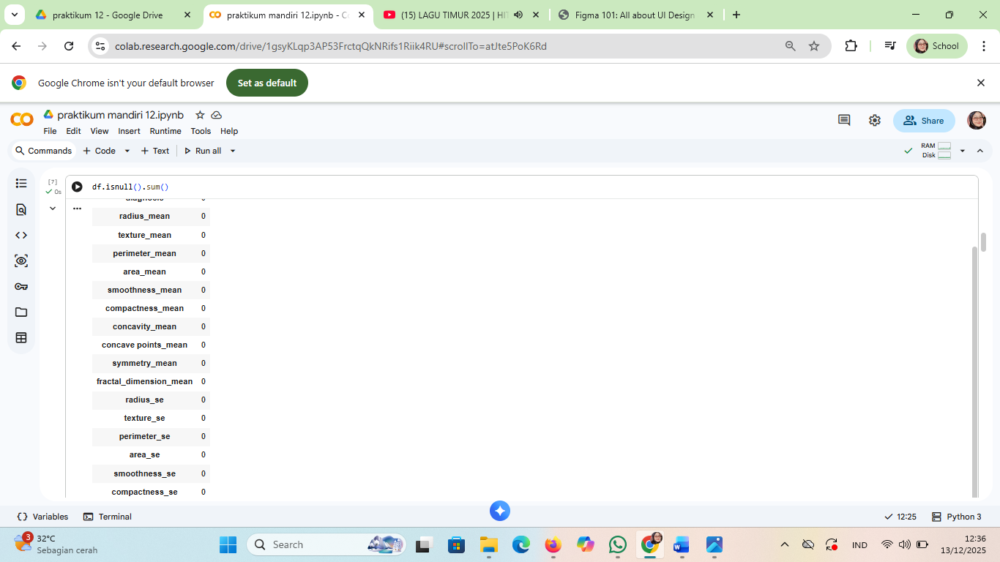 praktikum 12 - Google Drive
praktikum mandiri 12.ipynb - Co
(15) LAGU TIMUR 2025 | HIT
Figma 101: All about UI Design
colab.research.google.com/drive/1gsyKLqp3AP53FrctqQkNRifs1Riik4RU#scrollTo=atJte5PoK6Rd
School
Google Chrome isn't your default browser
Set as default
praktikum mandiri 12.ipynb
File Edit View Insert Runtime Tools Help
Share
Commands + Code + Text Run all
RAM
Disk
[7]
0s
df.isnull().sum()
diagnosis 0
radius_mean 0
texture_mean 0
perimeter_mean 0
area_mean 0
smoothness_mean 0
compactness_mean 0
concavity_mean 0
concave points_mean 0
symmetry_mean 0
fractal_dimension_mean 0
radius_se 0
texture_se 0
perimeter_se 0
area_se 0
smoothness_se 0
compactness_se 0
Variables Terminal
12:25 Python 3
3
32°C
Sebagian cerah
Search
IND
12:36
13/12/2025